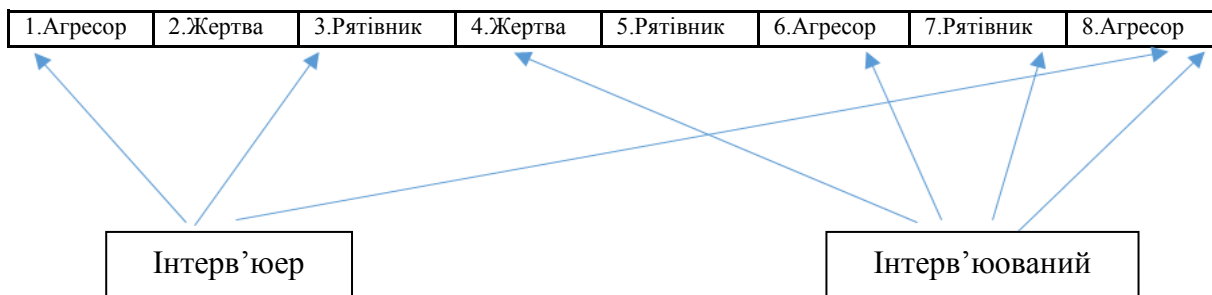 1.Агресор 2.Жертва 3.Рятівник 4.Жертва 5.Рятівник 6.Агресор 7.Рятівник 8.Агресор
Інтерв’юер Інтерв’юований